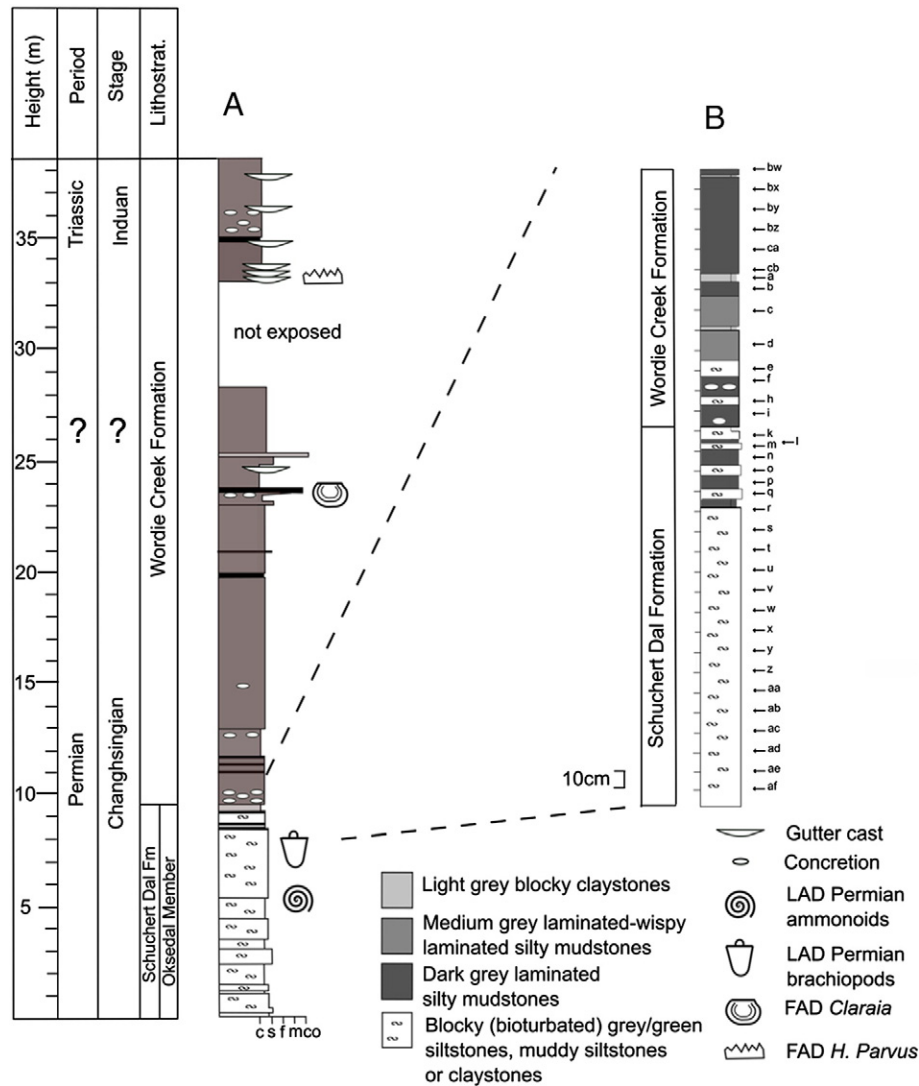 Height (m)
Period
Stage
Lithostrat.
A
B
Triassic
Induan
35
not exposed
30
?
?
Wordie Creek Formation
25
20
15
Permian
Changhsingian
10
5
Schuchert Dal Fm
Oksedal Member
c s f m co
Wordie Creek Formation
Schuchert Dal Formation
bw
bx
by
bz
ca
cb
a
b
c
d
e
f
h
i
k
l
m
n
o
p
q
r
s
t
u
v
w
x
y
z
aa
ab
ac
ad
ae
af
10cm
Light grey blocky claystones
Medium grey laminated-wispy
laminated silty mudstones
Dark grey laminated
silty mudstones
Blocky (bioturbated) grey/green
siltstones, muddy siltstones
or claystones
Gutter cast
Concretion
LAD Permian
ammonoids
LAD Permian
brachiopods
FAD Claraia
FAD H. Parvus